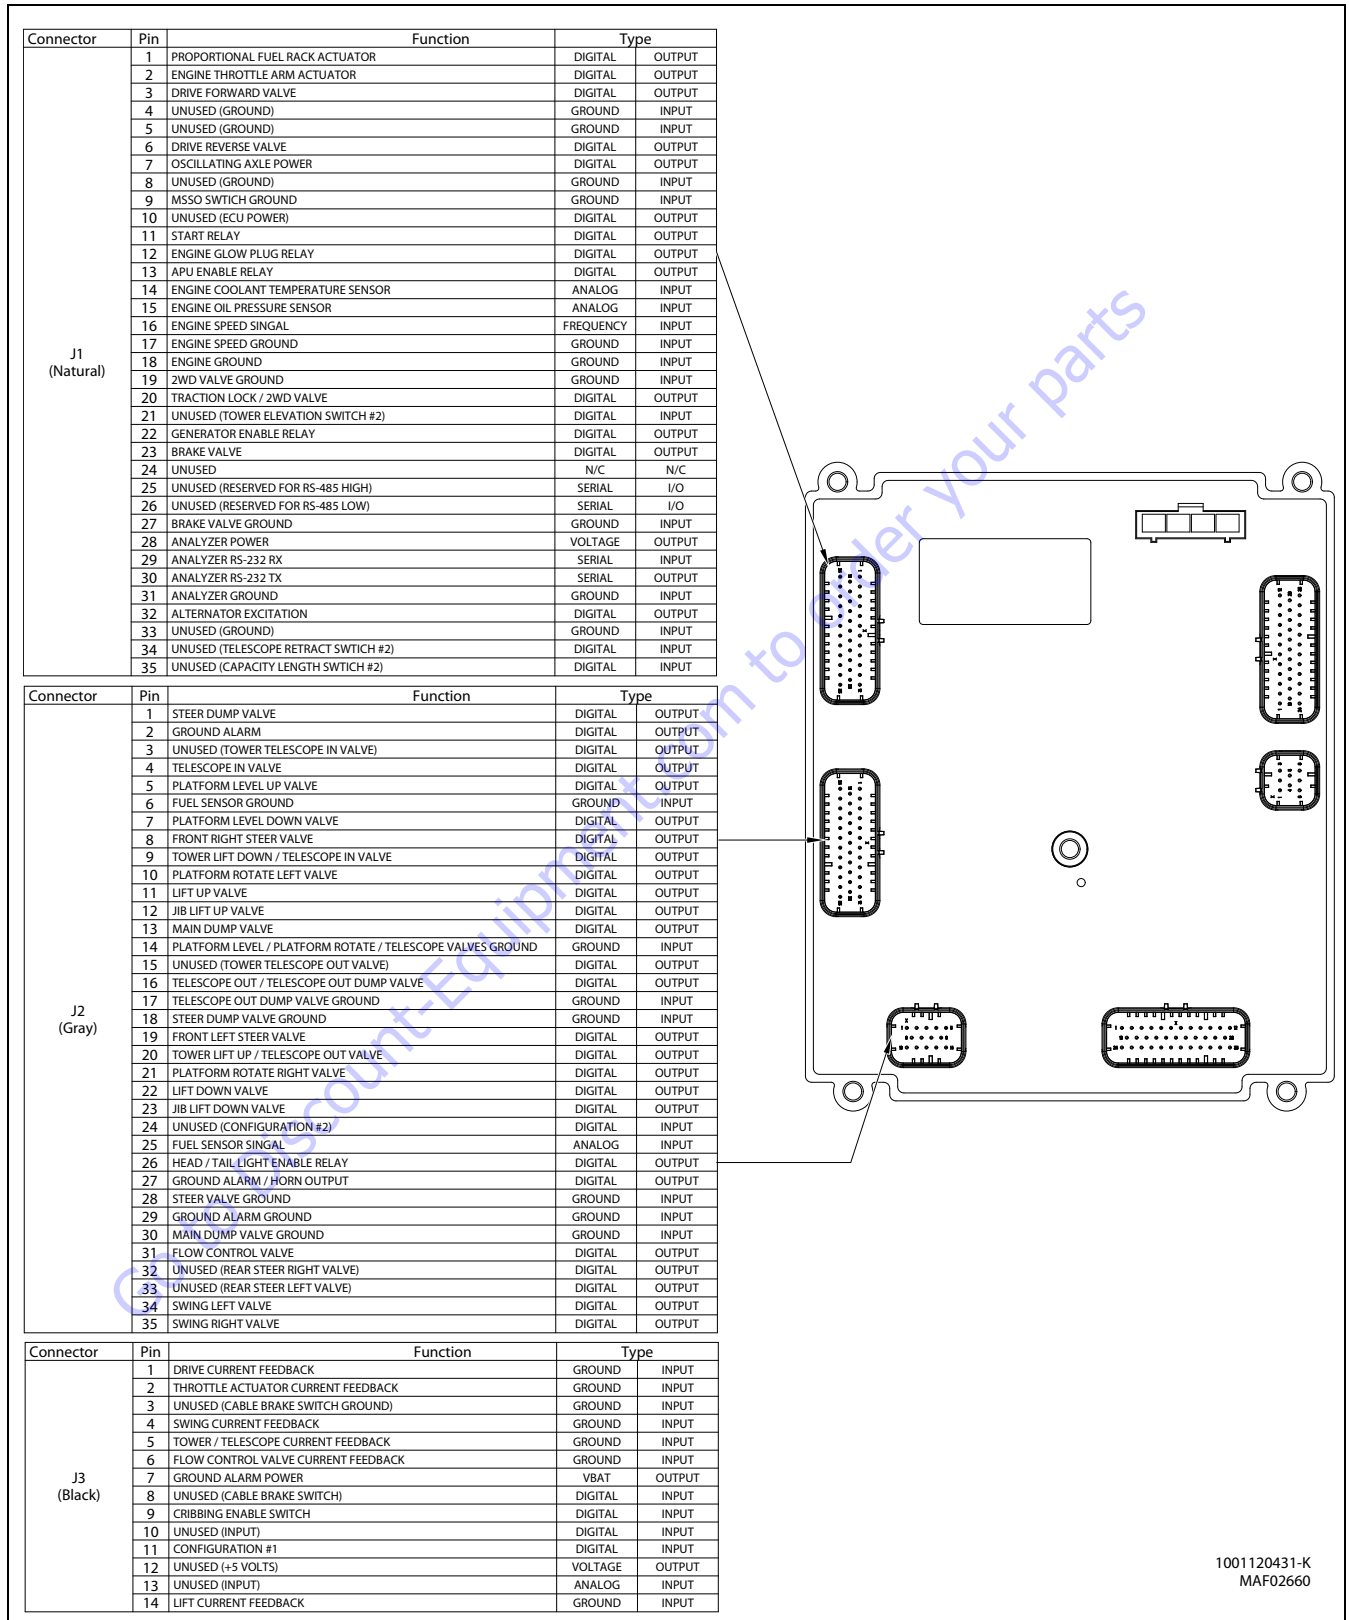 Connector Pin Function Type
J1
(Natural)
1 PROPORTIONAL FUEL RACK ACTUATOR DIGITAL OUTPUT
2 ENGINE THROTTLE ARM ACTUATOR DIGITAL OUTPUT
3 DRIVE FORWARD VALVE DIGITAL OUTPUT
4 UNUSED (GROUND) GROUND INPUT
5 UNUSED (GROUND) GROUND INPUT
6 DRIVE REVERSE VALVE DIGITAL OUTPUT
7 OSCILLATING AXLE POWER DIGITAL OUTPUT
8 UNUSED (GROUND) GROUND INPUT
9 MSSO SWTICH GROUND GROUND INPUT
10 UNUSED (ECU POWER) DIGITAL OUTPUT
11 START RELAY DIGITAL OUTPUT
12 ENGINE GLOW PLUG RELAY DIGITAL OUTPUT
13 APU ENABLE RELAY DIGITAL OUTPUT
14 ENGINE COOLANT TEMPERATURE SENSOR ANALOG INPUT
15 ENGINE OIL PRESSURE SENSOR ANALOG INPUT
16 ENGINE SPEED SINGAL FREQUENCY INPUT
17 ENGINE SPEED GROUND GROUND INPUT
18 ENGINE GROUND GROUND INPUT
19 2WD VALVE GROUND GROUND INPUT
20 TRACTION LOCK / 2WD VALVE DIGITAL OUTPUT
21 UNUSED (TOWER ELEVATION SWITCH #2) DIGITAL INPUT
22 GENERATOR ENABLE RELAY DIGITAL OUTPUT
23 BRAKE VALVE DIGITAL OUTPUT
24 UNUSED N/C N/C
25 UNUSED (RESERVED FOR RS-485 HIGH) SERIAL I/O
26 UNUSED (RESERVED FOR RS-485 LOW) SERIAL I/O
27 BRAKE VALVE GROUND GROUND INPUT
28 ANALYZER POWER VOLTAGE OUTPUT
29 ANALYZER RS-232 RX SERIAL INPUT
30 ANALYZER RS-232 TX SERIAL OUTPUT
31 ANALYZER GROUND GROUND INPUT
32 ALTERNATOR EXCITATION DIGITAL OUTPUT
33 UNUSED (GROUND) GROUND INPUT
34 UNUSED (TELESCOPE RETRACT SWTICH #2) DIGITAL INPUT
35 UNUSED (CAPACITY LENGTH SWTICH #2) DIGITAL INPUT
Connector Pin Function Type
J2
(Gray)
1 STEER DUMP VALVE DIGITAL OUTPUT
2 GROUND ALARM DIGITAL OUTPUT
3 UNUSED (TOWER TELESCOPE IN VALVE) DIGITAL OUTPUT
4 TELESCOPE IN VALVE DIGITAL OUTPUT
5 PLATFORM LEVEL UP VALVE DIGITAL OUTPUT
6 FUEL SENSOR GROUND GROUND INPUT
7 PLATFORM LEVEL DOWN VALVE DIGITAL OUTPUT
8 FRONT RIGHT STEER VALVE DIGITAL OUTPUT
9 TOWER LIFT DOWN / TELESCOPE IN VALVE DIGITAL OUTPUT
10 PLATFORM ROTATE LEFT VALVE DIGITAL OUTPUT
11 LIFT UP VALVE DIGITAL OUTPUT
12 JIB LIFT UP VALVE DIGITAL OUTPUT
13 MAIN DUMP VALVE DIGITAL OUTPUT
14 PLATFORM LEVEL / PLATFORM ROTATE / TELESCOPE VALVES GROUND GROUND INPUT
15 UNUSED (TOWER TELESCOPE OUT VALVE) DIGITAL OUTPUT
16 TELESCOPE OUT / TELESCOPE OUT DUMP VALVE DIGITAL OUTPUT
17 TELESCOPE OUT DUMP VALVE GROUND GROUND INPUT
18 STEER DUMP VALVE GROUND GROUND INPUT
19 FRONT LEFT STEER VALVE DIGITAL OUTPUT
20 TOWER LIFT UP / TELESCOPE OUT VALVE DIGITAL OUTPUT
21 PLATFORM ROTATE RIGHT VALVE DIGITAL OUTPUT
22 LIFT DOWN VALVE DIGITAL OUTPUT
23 JIB LIFT DOWN VALVE DIGITAL OUTPUT
24 UNUSED (CONFIGURATION #2) DIGITAL INPUT
25 FUEL SENSOR SINGAL ANALOG INPUT
26 HEAD / TAIL LIGHT ENABLE RELAY DIGITAL OUTPUT
27 GROUND ALARM / HORN OUTPUT DIGITAL OUTPUT
28 STEER VALVE GROUND GROUND INPUT
29 GROUND ALARM GROUND GROUND INPUT
30 MAIN DUMP VALVE GROUND GROUND INPUT
31 FLOW CONTROL VALVE DIGITAL OUTPUT
32 UNUSED (REAR STEER RIGHT VALVE) DIGITAL OUTPUT
33 UNUSED (REAR STEER LEFT VALVE) DIGITAL OUTPUT
34 SWING LEFT VALVE DIGITAL OUTPUT
35 SWING RIGHT VALVE DIGITAL OUTPUT
Connector Pin Function Type
J3
(Black)
1 DRIVE CURRENT FEEDBACK GROUND INPUT
2 THROTTLE ACTUATOR CURRENT FEEDBACK GROUND INPUT
3 UNUSED (CABLE BRAKE SWITCH GROUND) GROUND INPUT
4 SWING CURRENT FEEDBACK GROUND INPUT
5 TOWER / TELESCOPE CURRENT FEEDBACK GROUND INPUT
6 FLOW CONTROL VALVE CURRENT FEEDBACK GROUND INPUT
7 GROUND ALARM POWER VBAT OUTPUT
8 UNUSED (CABLE BRAKE SWITCH) DIGITAL INPUT
9 CRIBBING ENABLE SWITCH DIGITAL INPUT
10 UNUSED (INPUT) DIGITAL INPUT
11 CONFIGURATION #1 DIGITAL INPUT
12 UNUSED (+5 VOLTS) VOLTAGE OUTPUT
13 UNUSED (INPUT) ANALOG INPUT
14 LIFT CURRENT FEEDBACK GROUND INPUT
Go to Discount-Equipment.com to order your parts
1001120431-K
MAF02660